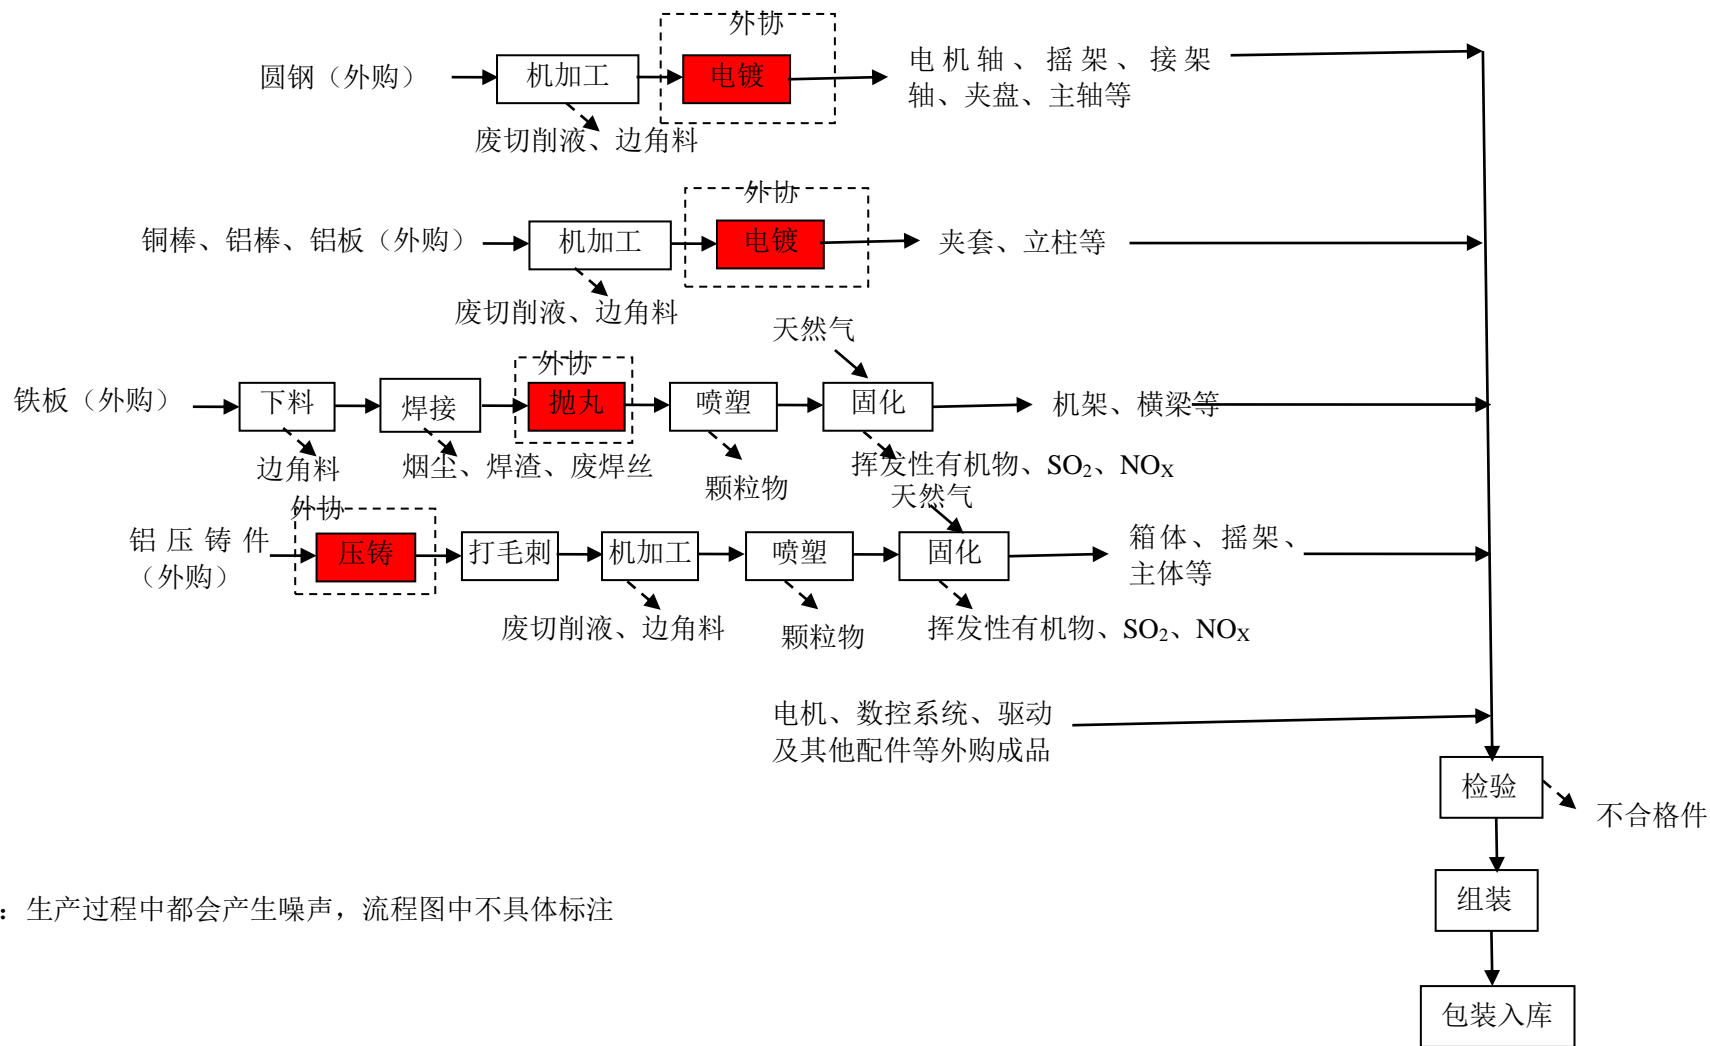 外协
圆钢（外购）
机加工
电镀
电机轴、摇架、接架
轴、夹盘、主轴等
废切削液、边角料
外协
铜棒、铝棒、铝板（外购）
机加工
电镀
夹套、立柱等
废切削液、边角料
天然气
外协
铁板（外购）
下料
焊接
抛丸
喷塑
固化
机架、横梁等
边角料
烟尘、焊渣、废焊丝
颗粒物
挥发性有机物、SO₂、NOX
天然气
外协
铝压铸件
（外购）
压铸
打毛刺
机加工
喷塑
固化
箱体、摇架、
主体等
废切削液、边角料
颗粒物
挥发性有机物、SO₂、NOX
电机、数控系统、驱动
及其他配件等外购成品
检验
不合格件
组装
：生产过程中都会产生噪声，流程图中不具体标注
包装入库